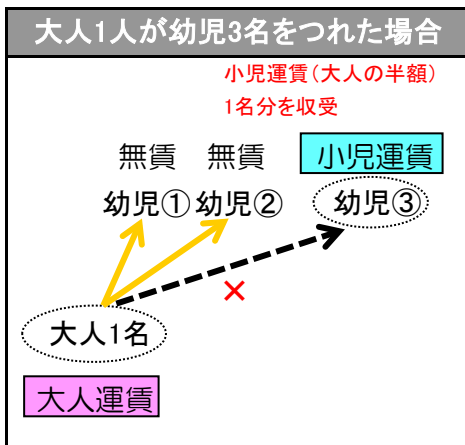 大人1人が幼児3名をつれた場合
小児運賃（大人の半額）
1名分を収受
無賃 無賃 小児運賃
幼児① 幼児② 幼児③
×
大人1名
大人運賃